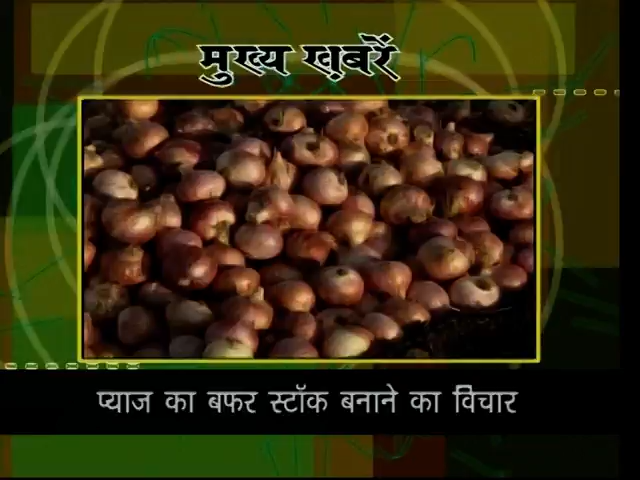 मुख्य ख़बरें
प्याज का बफर स्टॉक बनाने का विचार